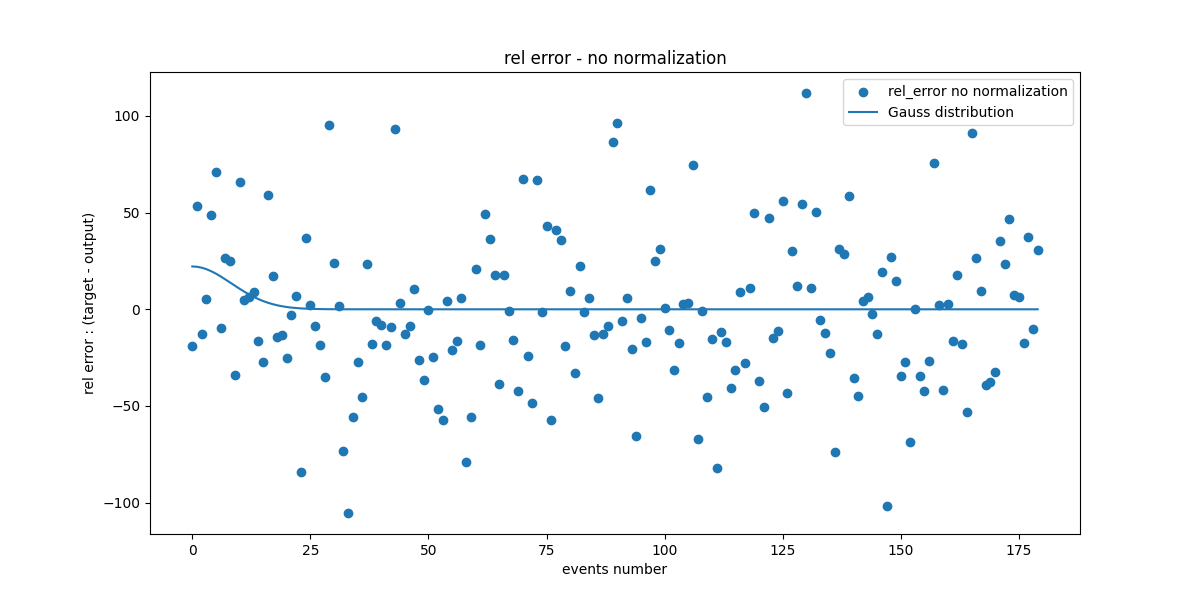 rel error - no normalization
rel_error no normalization
Gauss distribution
100
50
0
−50
−100
rel error : (target - output)
0 25 50 75 100 125 150 175
events number